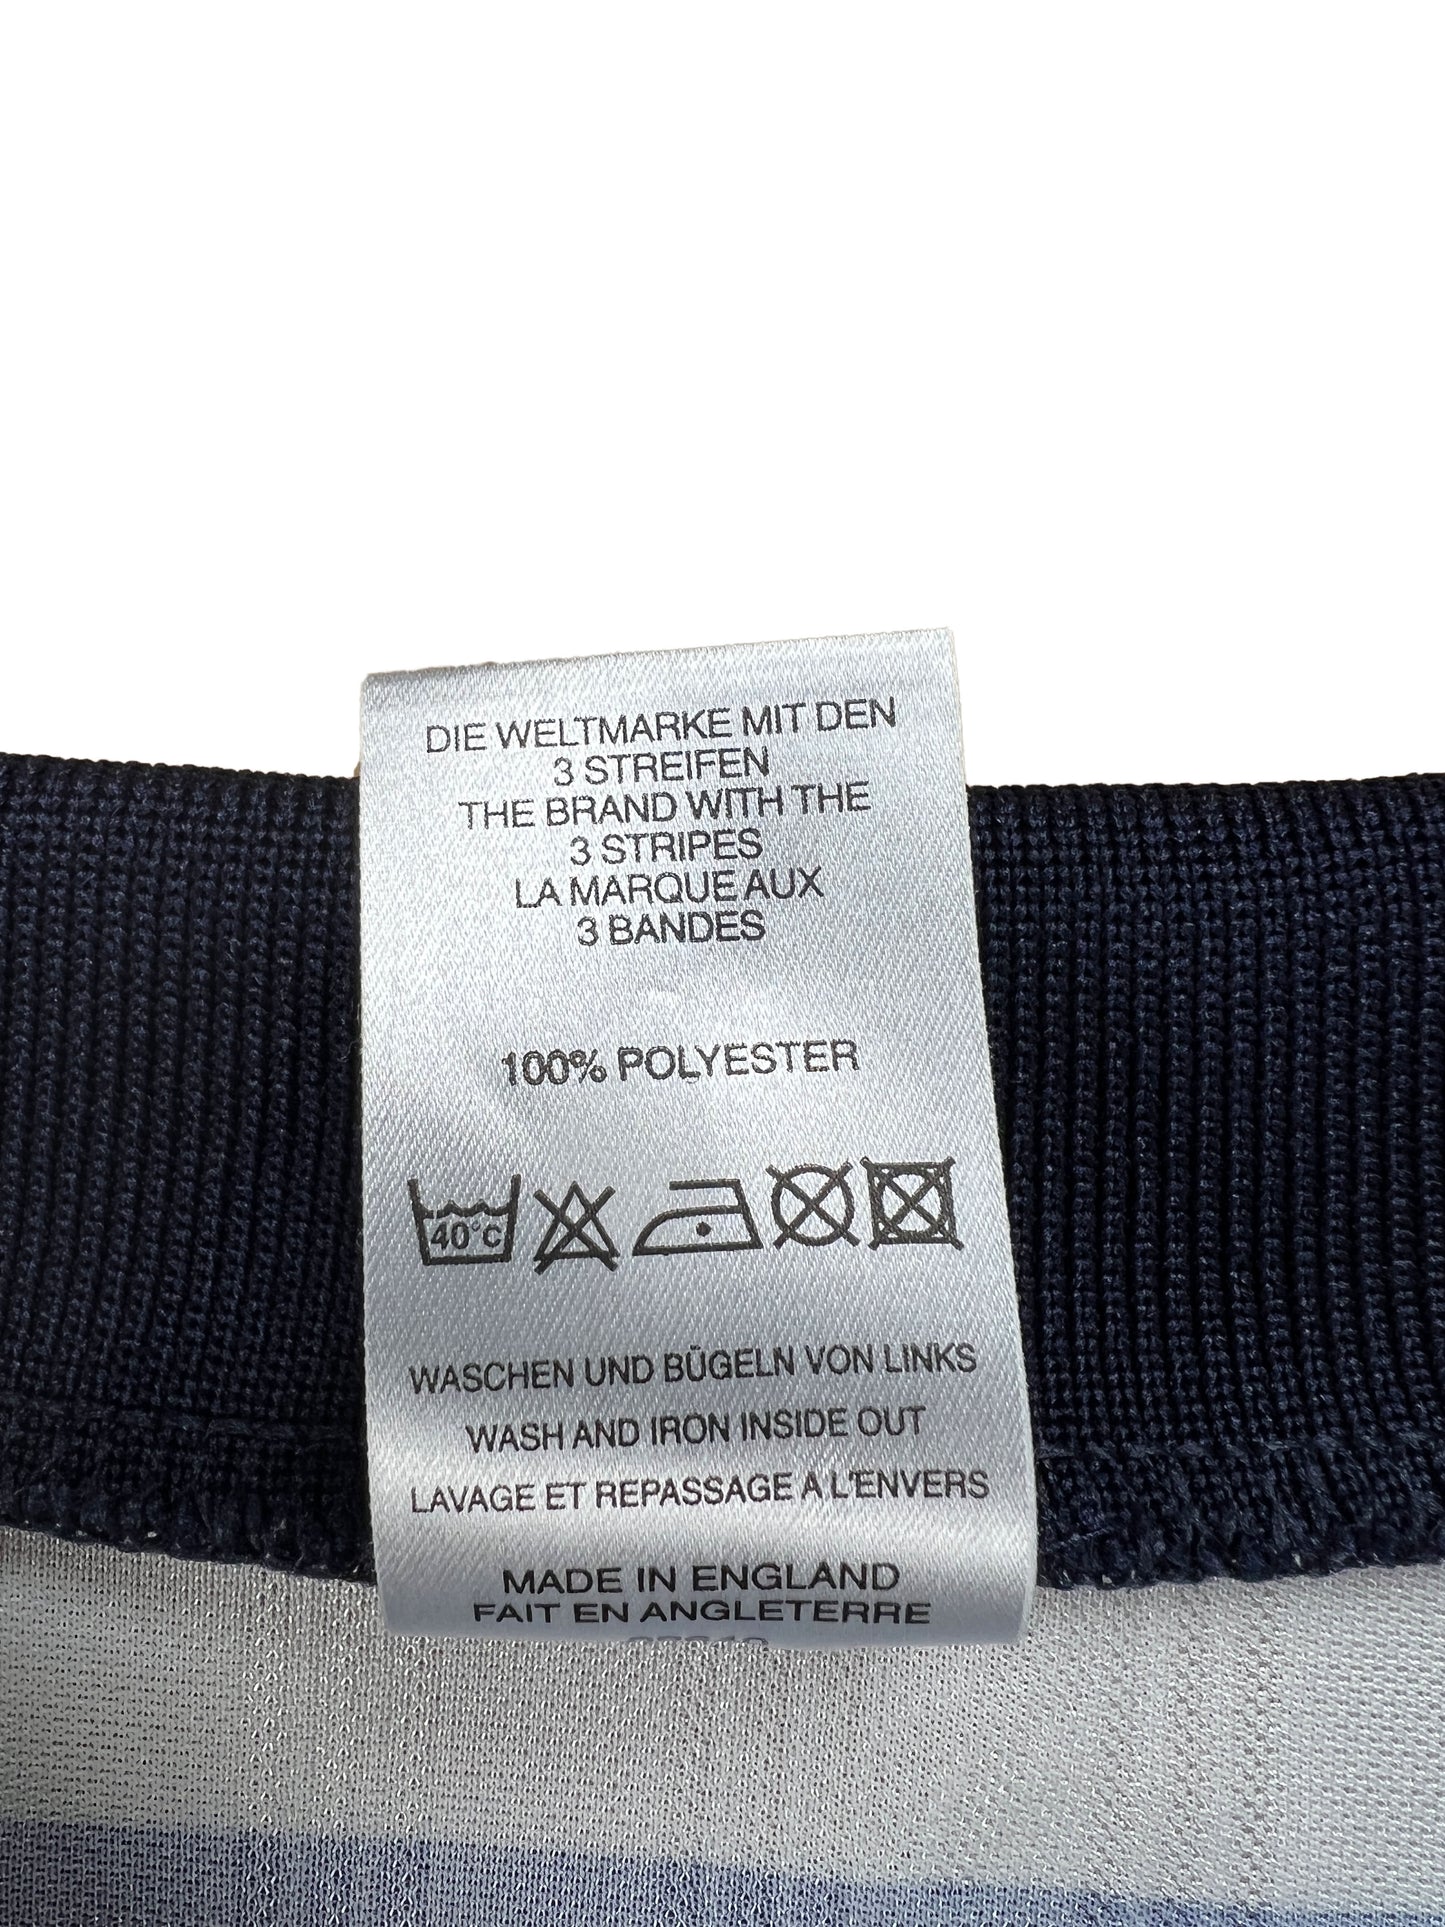 DIE WELTMARKE MIT DEN
3 STREIFEN
THE BRAND WITH THE
3 STRIPES
LA MARQUE AUX
3 BANDES
100% POLYESTER
40°C
WASCHEN UND BÜGELN VON LINKS
WASH AND IRON INSIDE OUT
LAVAGE ET REPASSAGE A L'ENVERS
MADE IN ENGLAND
FAIT EN ANGLETERRE